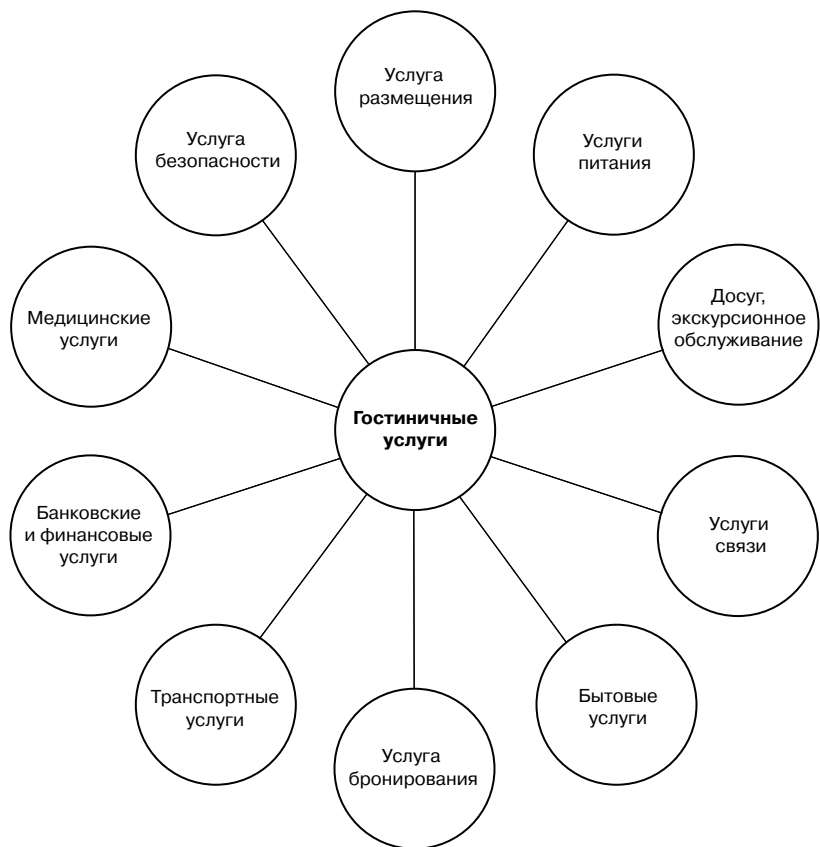 Услуга
размещения
Услуги
питания
Досуг,
экскурсионное
обслуживание
Услуги
связи
Бытовые
услуги
Услуга
бронирования
Транспортные
услуги
Банковские
и финансовые
услуги
Медицинские
услуги
Услуга
безопасности
Гостиничные
услуги